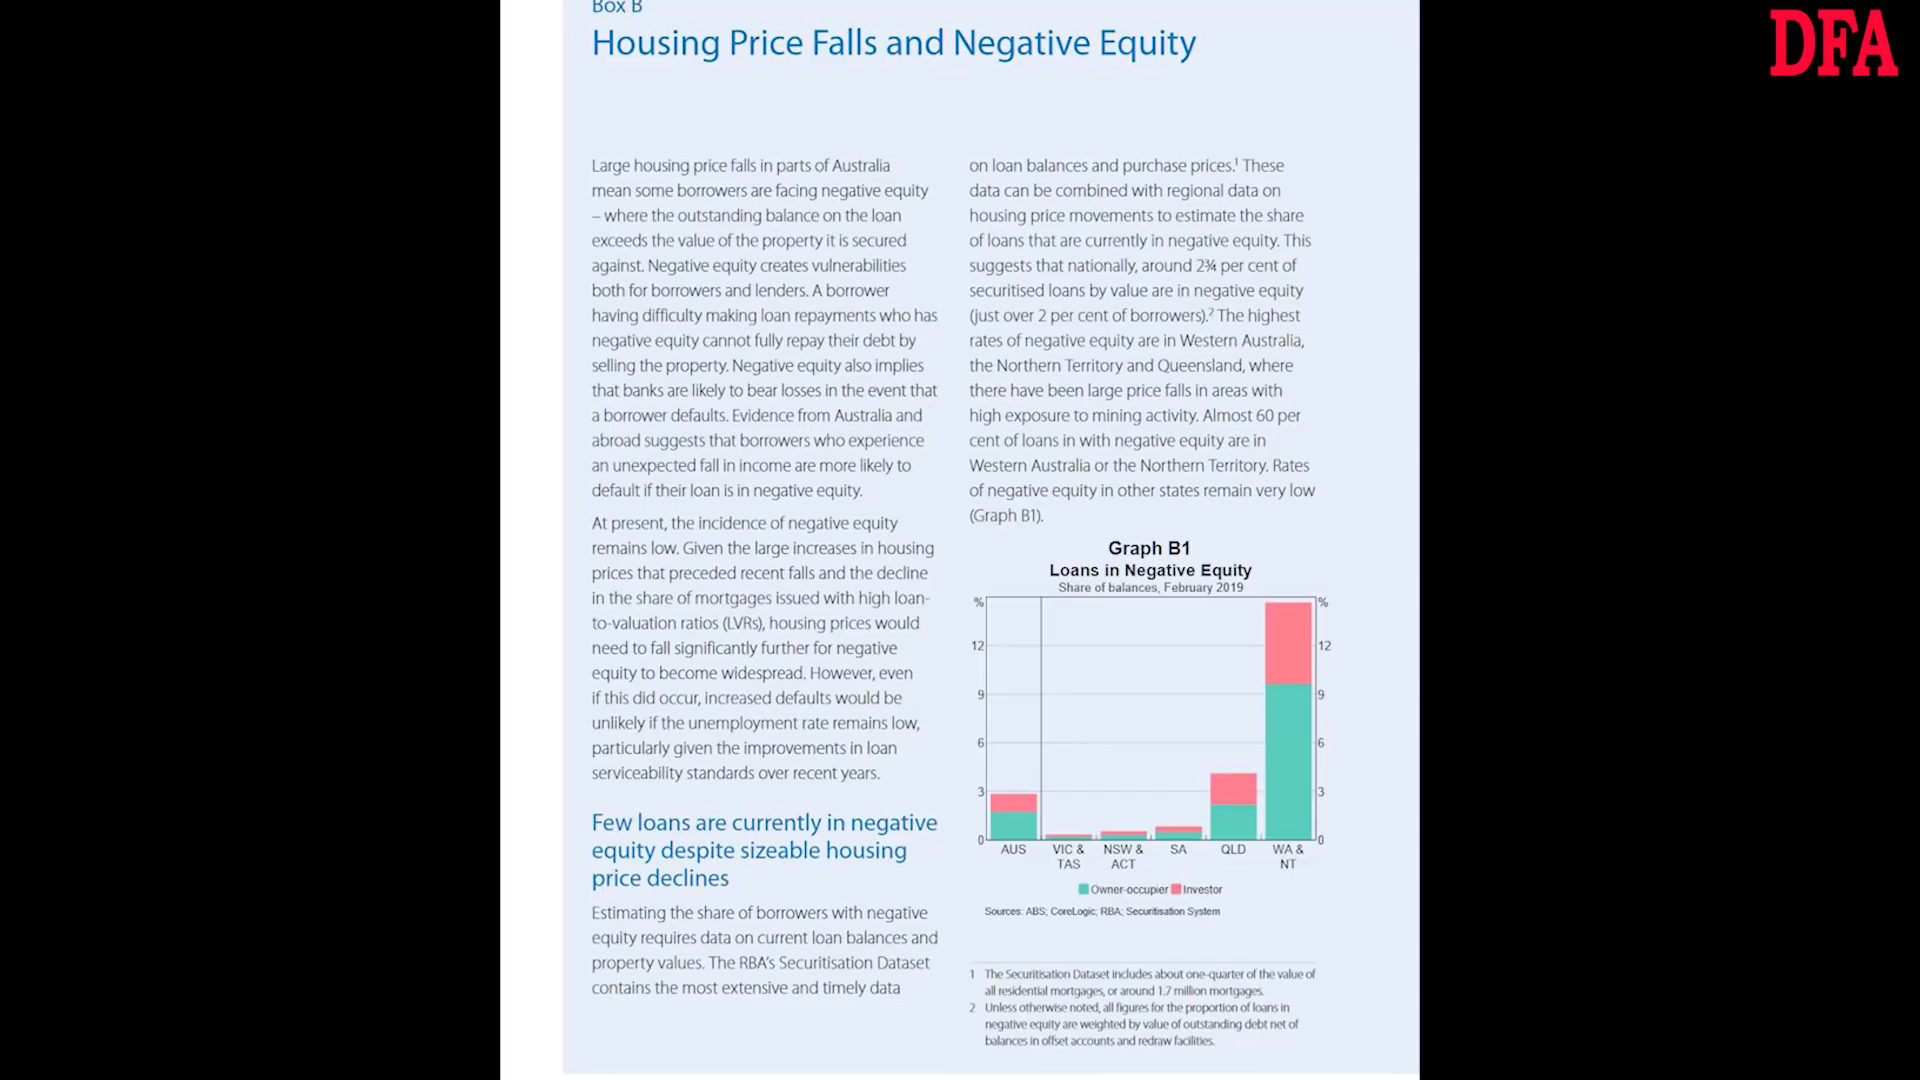 Box B
Housing Price Falls and Negative Equity
DFA
Large housing price falls in parts of Australia
mean some borrowers are facing negative equity
– where the outstanding balance on the loan
exceeds the value of the property it is secured
against. Negative equity creates vulnerabilities
both for borrowers and lenders. A borrower
having difficulty making loan repayments who has
negative equity cannot fully repay their debt by
selling the property. Negative equity also implies
that banks are likely to bear losses in the event that
a borrower defaults. Evidence from Australia and
abroad suggests that borrowers who experience
an unexpected fall in income are more likely to
default if their loan is in negative equity.
At present, the incidence of negative equity
remains low. Given the large increases in housing
prices that preceded recent falls and the decline
in the share of mortgages issued with high loan-
to-valuation ratios (LVRs), housing prices would
need to fall significantly further for negative
equity to become widespread. However, even
if this did occur, increased defaults would be
unlikely if the unemployment rate remains low,
particularly given the improvements in loan
serviceability standards over recent years.
Few loans are currently in negative
equity despite sizeable housing
price declines
Estimating the share of borrowers with negative
equity requires data on current loan balances and
property values. The RBA's Securitisation Dataset
contains the most extensive and timely data
on loan balances and purchase prices.¹ These
data can be combined with regional data on
housing price movements to estimate the share
of loans that are currently in negative equity. This
suggests that nationally, around 2¾ per cent of
securitised loans by value are in negative equity
(just over 2 per cent of borrowers).² The highest
rates of negative equity are in Western Australia,
the Northern Territory and Queensland, where
there have been large price falls in areas with
high exposure to mining activity. Almost 60 per
cent of loans in with negative equity are in
Western Australia or the Northern Territory. Rates
of negative equity in other states remain very low
(Graph B1).
Graph B1
Loans in Negative Equity
Share of balances, February 2019
% %
12 12
9 9
6 6
3 3
0 0
AUS VIC & NSW & SA QLD WA &
TAS ACT NT
Owner-occupier Investor
Sources: ABS; CoreLogic; RBA; Securitisation System
1 The Securitisation Dataset includes about one-quarter of the value of
all residential mortgages, or around 1.7 million mortgages.
2 Unless otherwise noted, all figures for the proportion of loans in
negative equity are weighted by value of outstanding debt net of
balances in offset accounts and redraw facilities.